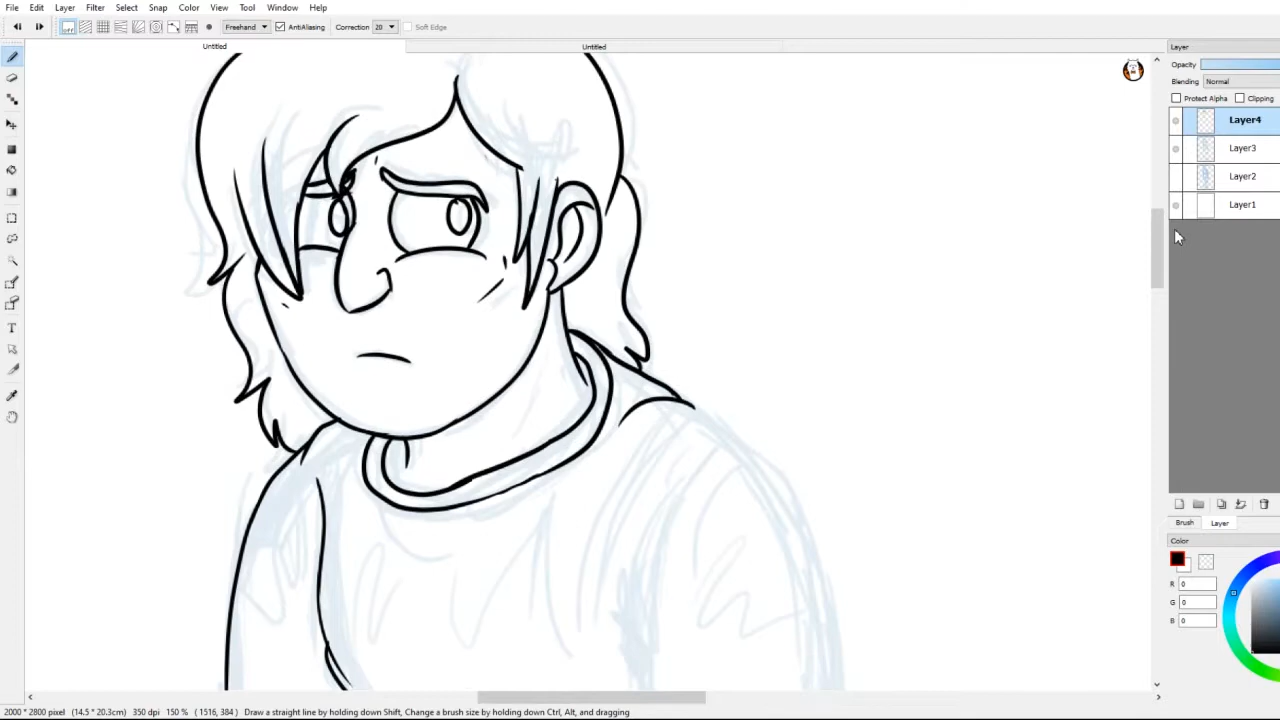 File Edit Layer Filter Select Snap Color View Tool Window Help
off Freehand AntiAliasing Correction 20 Soft Edge
Untitled Untitled
Layer
Opacity
Blending Normal
Protect Alpha Clipping
Layer4
Layer3
Layer2
Layer1
T
Brush Layer
Color
R 0
G 0
B 0
2000 * 2800 pixel (14.5 * 20.3cm) 350 dpi 150 % ( 1516, 384 ) Draw a straight line by holding down Shift, Change a brush size by holding down Ctrl, Alt, and dragging